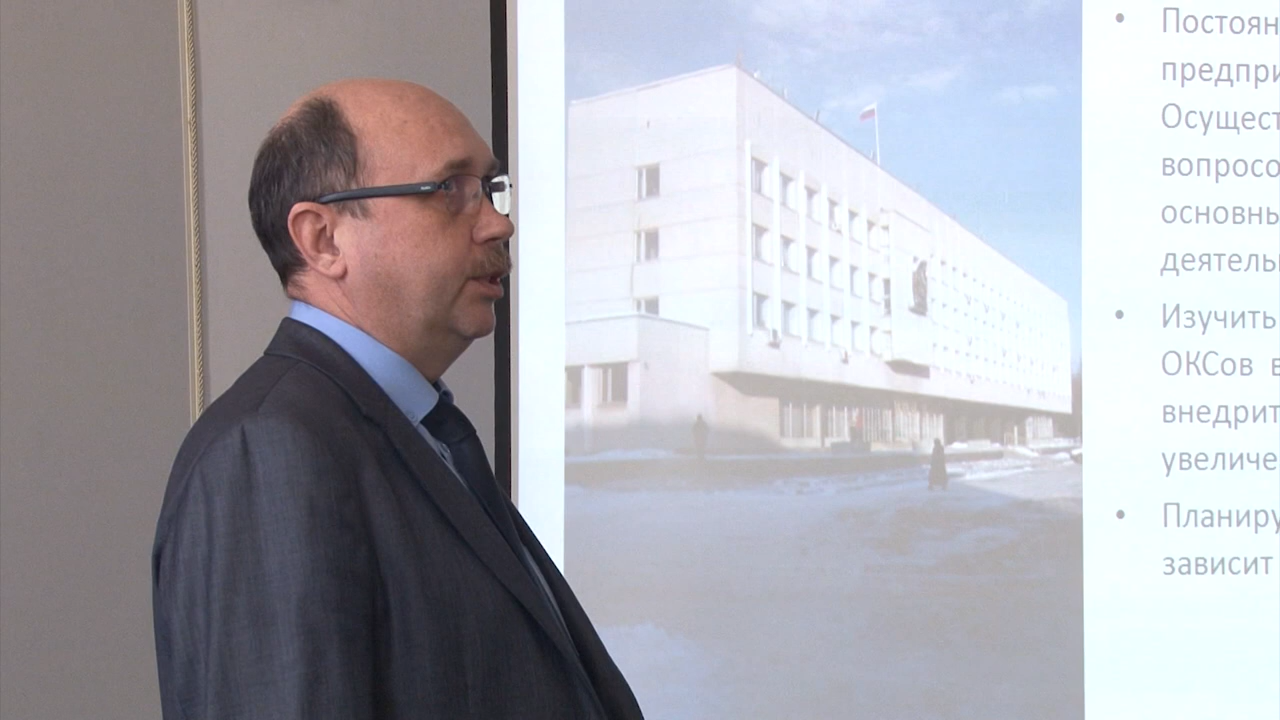 • Постоян
предпри
Осущест
вопросо
основны
деятель
• Изучить
ОКСов в
внедрит
увеличе
• Планиру
зависит